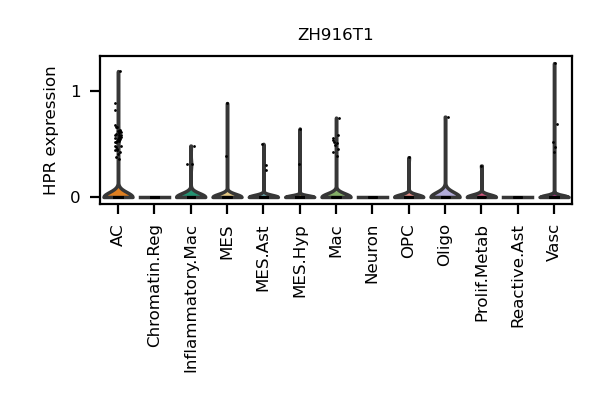 ZH916T1
HPR expression
1
0
AC
Chromatin.Reg
Inflammatory.Mac
MES
MES.Ast
MES.Hyp
Mac
Neuron
OPC
Oligo
Prolif.Metab
Reactive.Ast
Vasc